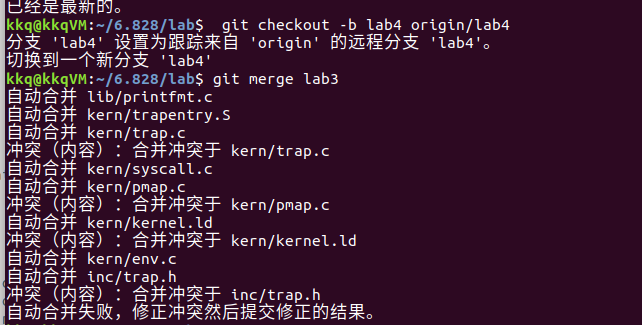 已经是最新的。
kkq@kkqVM:~/6.828/lab$  git checkout -b lab4 origin/lab4
分支 'lab4' 设置为跟踪来自 'origin' 的远程分支 'lab4'。
切换到一个新分支 'lab4'
kkq@kkqVM:~/6.828/lab$ git merge lab3
自动合并 lib/printfmt.c
自动合并 kern/trapentry.S
自动合并 kern/trap.c
冲突（内容）：合并冲突于 kern/trap.c
自动合并 kern/syscall.c
自动合并 kern/pmap.c
冲突（内容）：合并冲突于 kern/pmap.c
自动合并 kern/kernel.ld
冲突（内容）：合并冲突于 kern/kernel.ld
自动合并 kern/env.c
自动合并 inc/trap.h
冲突（内容）：合并冲突于 inc/trap.h
自动合并失败，修正冲突然后提交修正的结果。